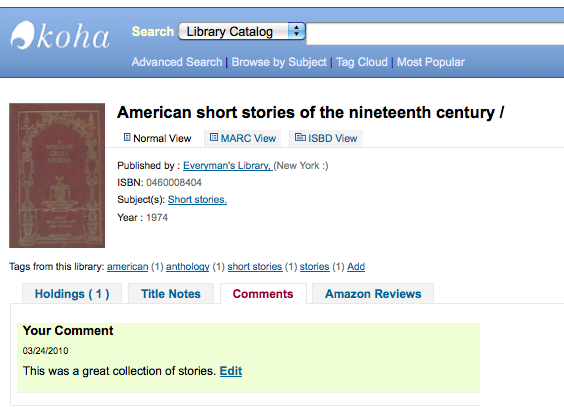 koha
Search Library Catalog
Advanced Search | Browse by Subject | Tag Cloud | Most Popular
American short stories of the nineteenth century /
Normal View MARC View ISBD View
Published by : Everyman's Library, (New York :)
ISBN: 0460008404
Subject(s): Short stories.
Year : 1974
Tags from this library: american (1) anthology (1) short stories (1) stories (1) Add
Holdings ( 1 ) Title Notes Comments Amazon Reviews
Your Comment
03/24/2010
This was a great collection of stories. Edit